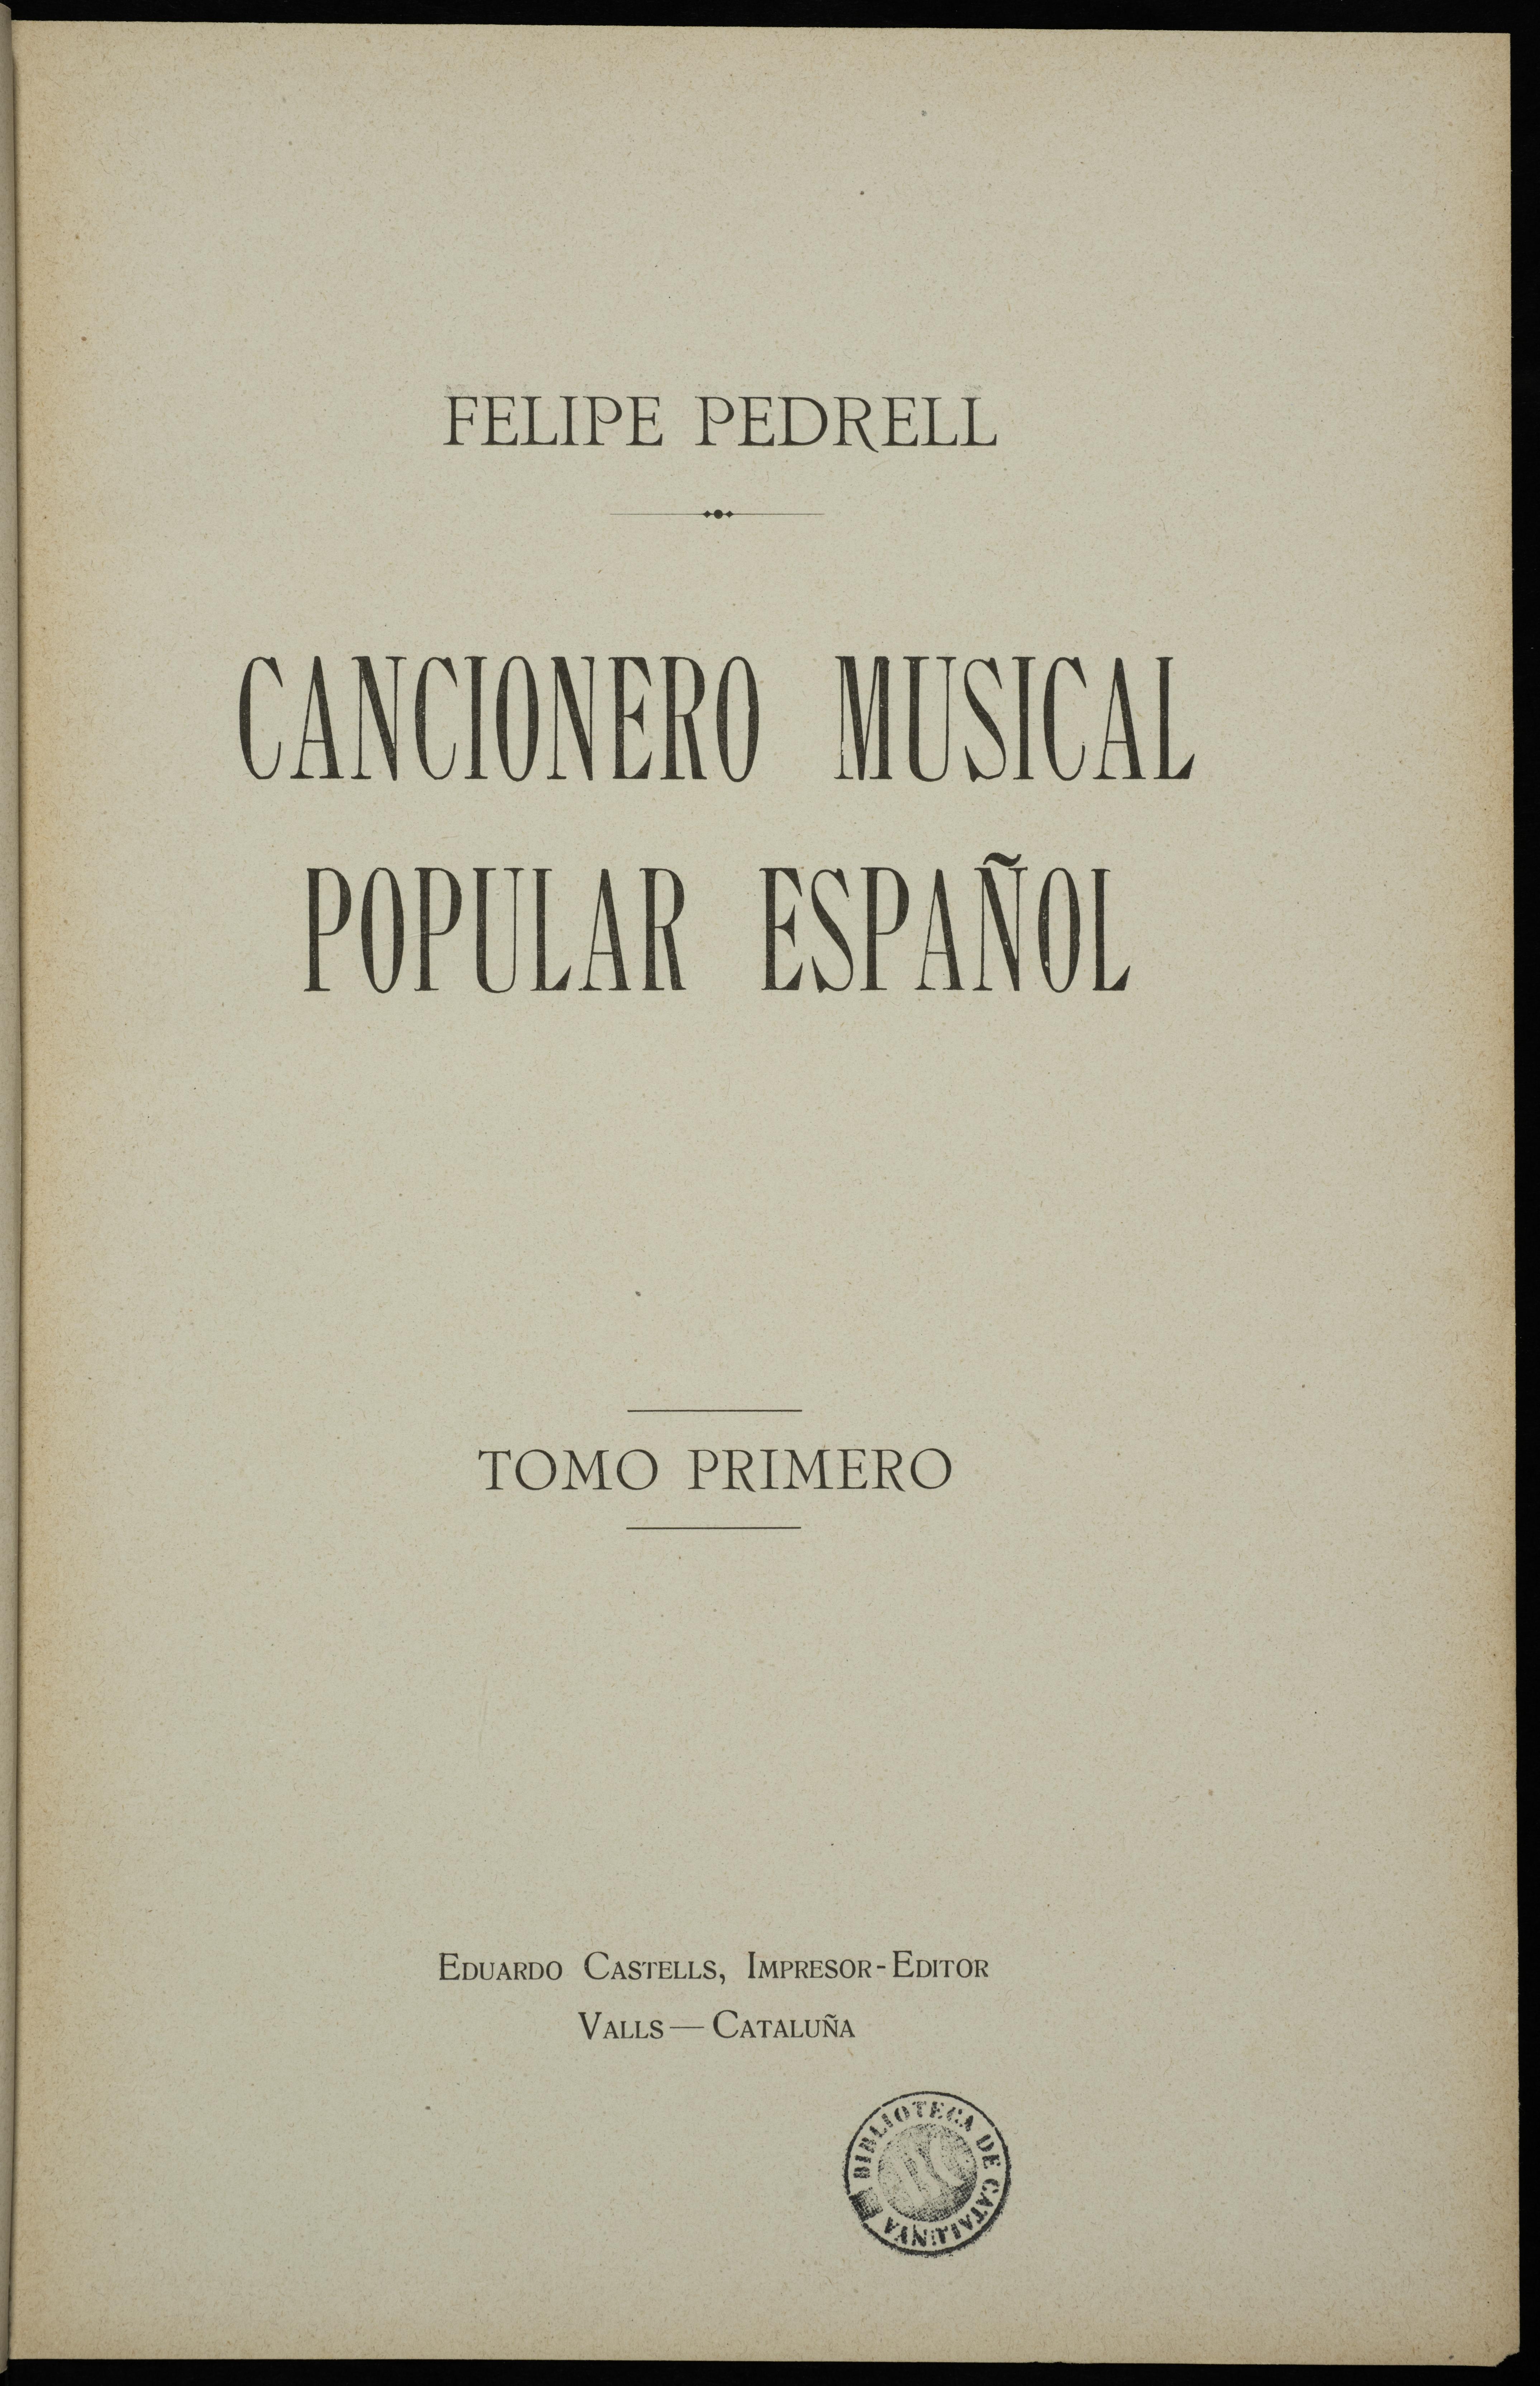 FELIPE PEDRELL
CANCIONERO MUSICAL
POPULAR ESPAÑOL
TOMO PRIMERO
EDUARDO CASTELLS, IMPRESOR-EDITOR
VALLS—CATALUÑA
BIBLIOTECA DE CATALUNYA